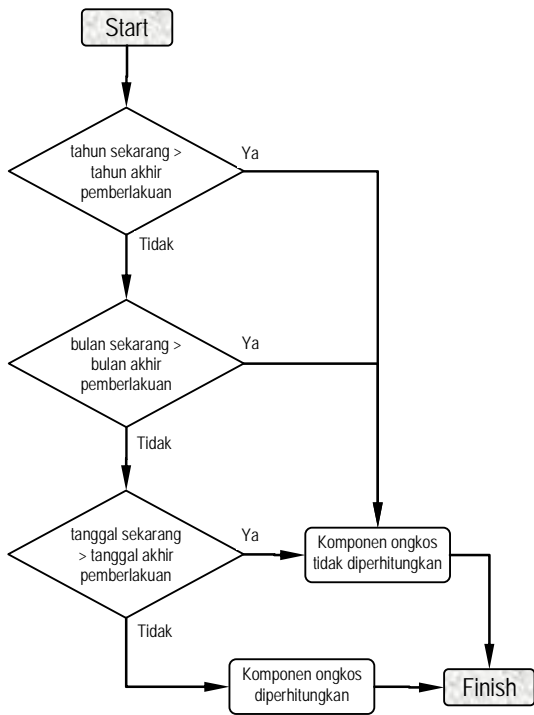 Start
tahun sekarang >
tahun akhir
pemberlakuan
Ya
Tidak
bulan sekarang >
bulan akhir
pemberlakuan
Ya
Tidak
tanggal sekarang
> tanggal akhir
pemberlakuan
Ya
Komponen ongkos
tidak diperhitungkan
Tidak
Komponen ongkos
diperhitungkan
Finish